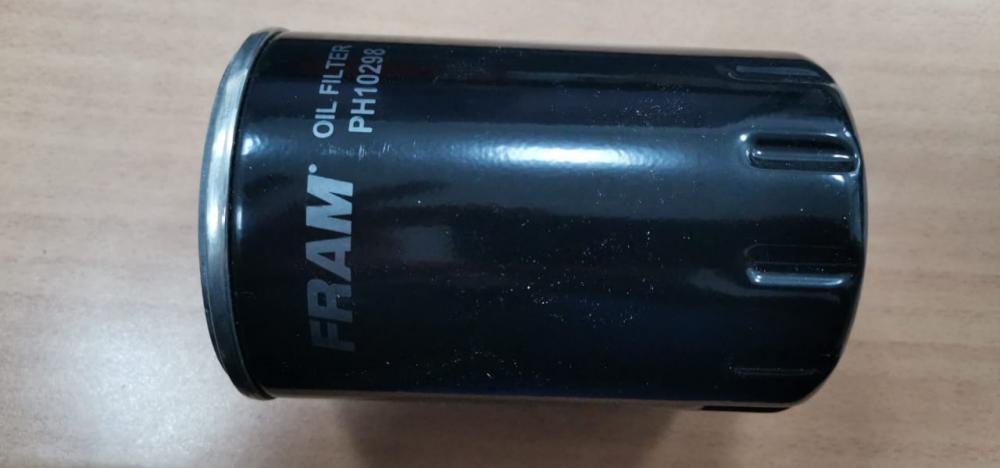 FRAM
OIL FILTER
PH10298